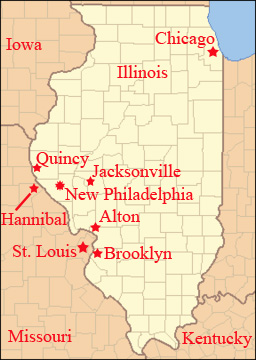 Chicago
Iowa
Illinois
Quincy
Jacksonville
New Philadelphia
Hannibal
Alton
St. Louis
Brooklyn
Missouri
Kentucky